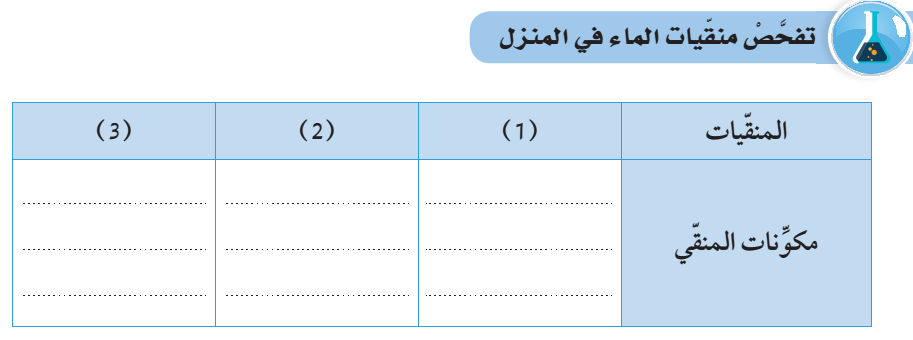 تفحَّصْ منقّيات الماء في المنزل
المنقّيات (1) (2) (3)
مكوِّنات المنقّي